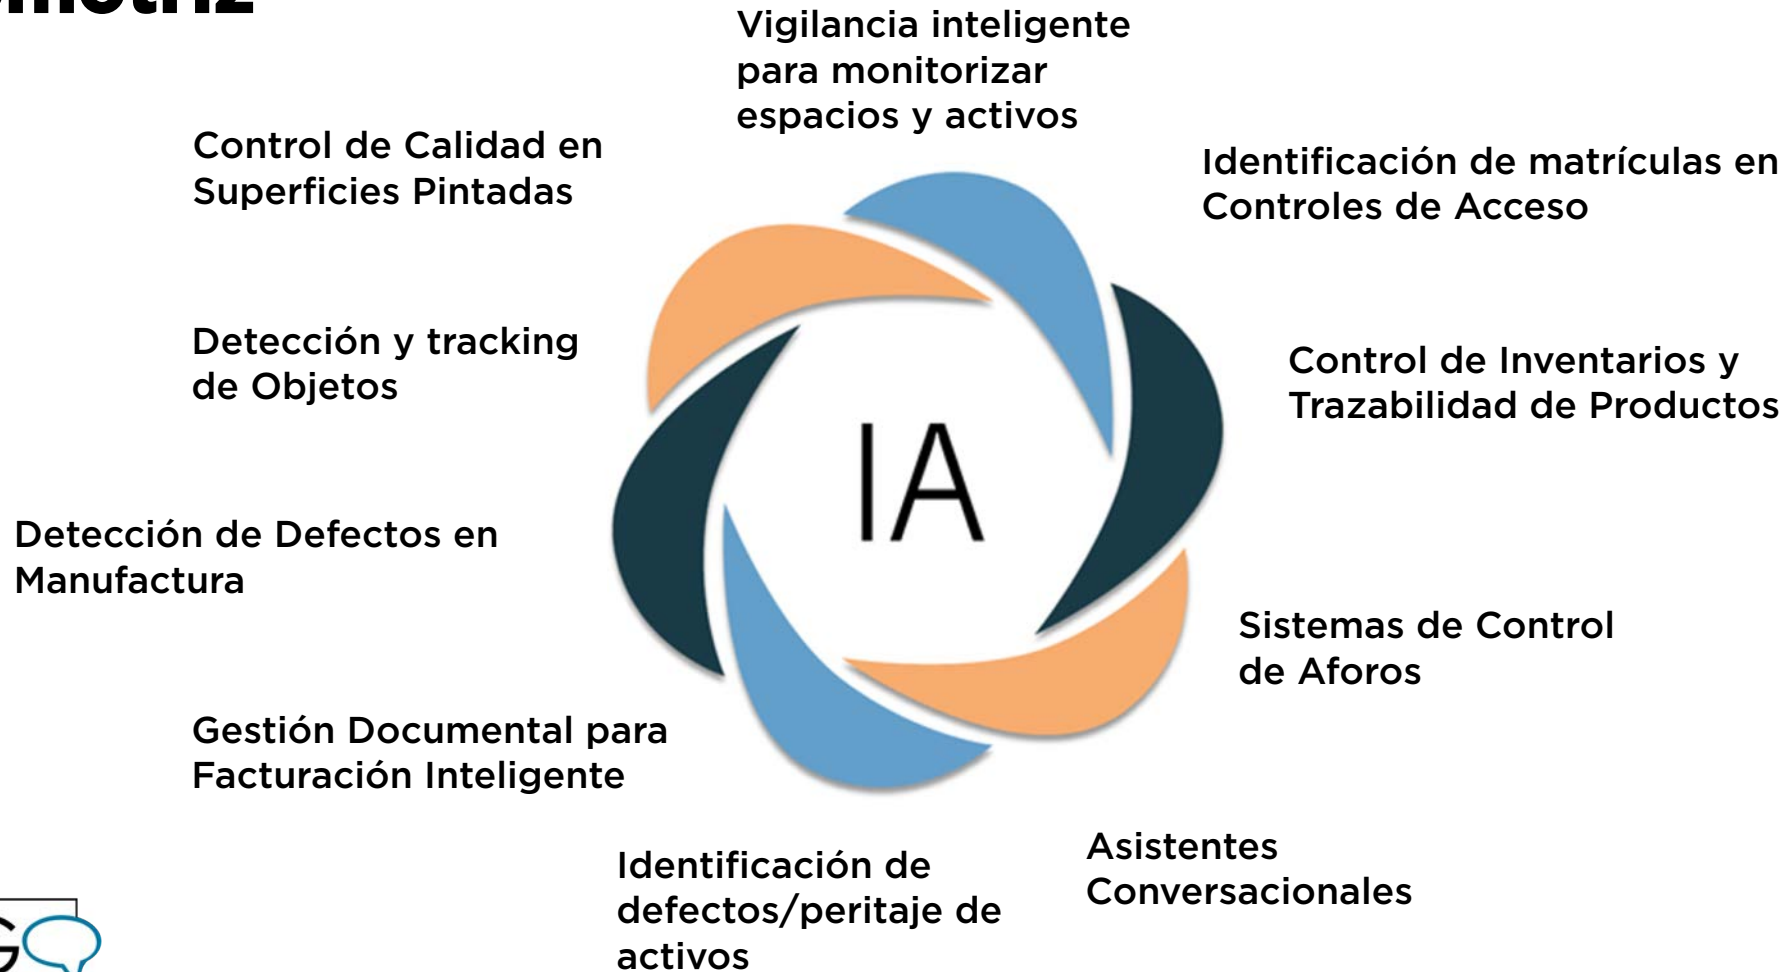 Vigilancia inteligente
para monitorizar
espacios y activos
Control de Calidad en
Superficies Pintadas
Identificación de matrículas en
Controles de Acceso
Detección y tracking
de Objetos
Control de Inventarios y
Trazabilidad de Productos
IA
Detección de Defectos en
Manufactura
Sistemas de Control
de Aforos
Gestión Documental para
Facturación Inteligente
Asistentes
Conversacionales
Identificación de
defectos/peritaje de
activos